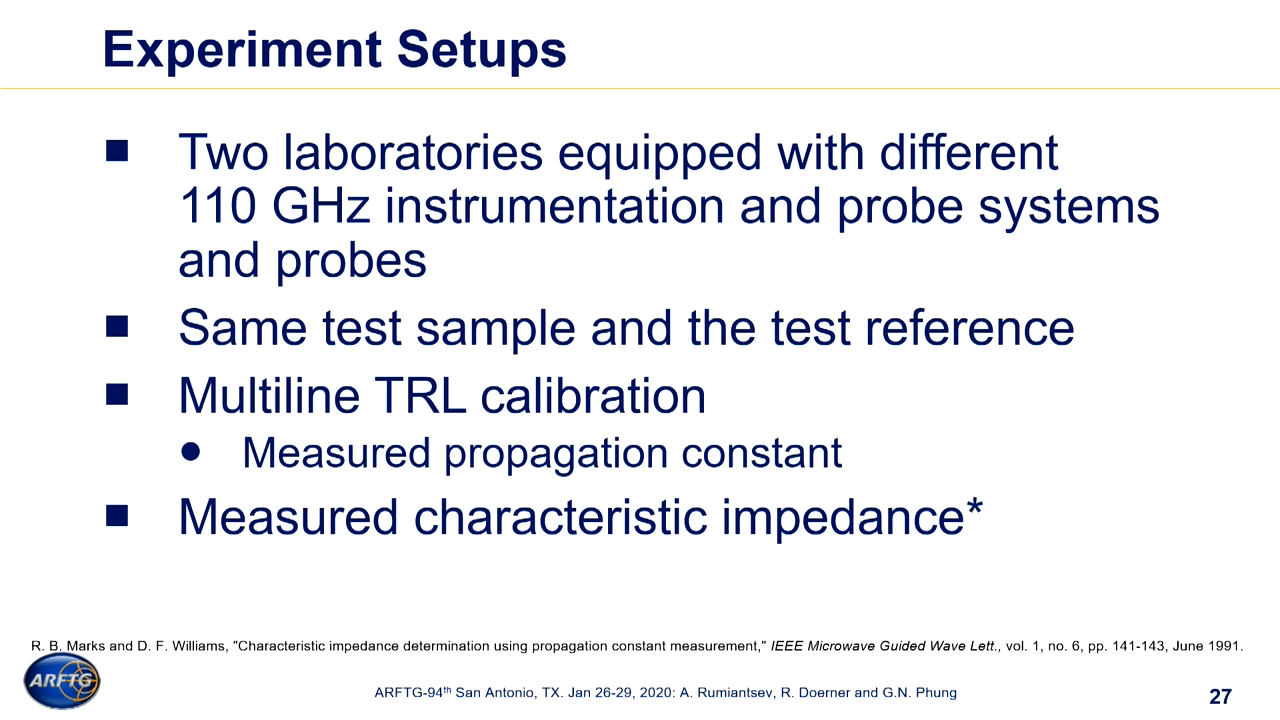 Experiment Setups
■ Two laboratories equipped with different
110 GHz instrumentation and probe systems
and probes
■ Same test sample and the test reference
■ Multiline TRL calibration
● Measured propagation constant
■ Measured characteristic impedance*
R. B. Marks and D. F. Williams, "Characteristic impedance determination using propagation constant measurement," IEEE Microwave Guided Wave Lett., vol. 1, no. 6, pp. 141-143, June 1991.
ARFTG
ARFTG-94th San Antonio, TX. Jan 26-29, 2020: A. Rumiantsev, R. Doerner and G.N. Phung
27